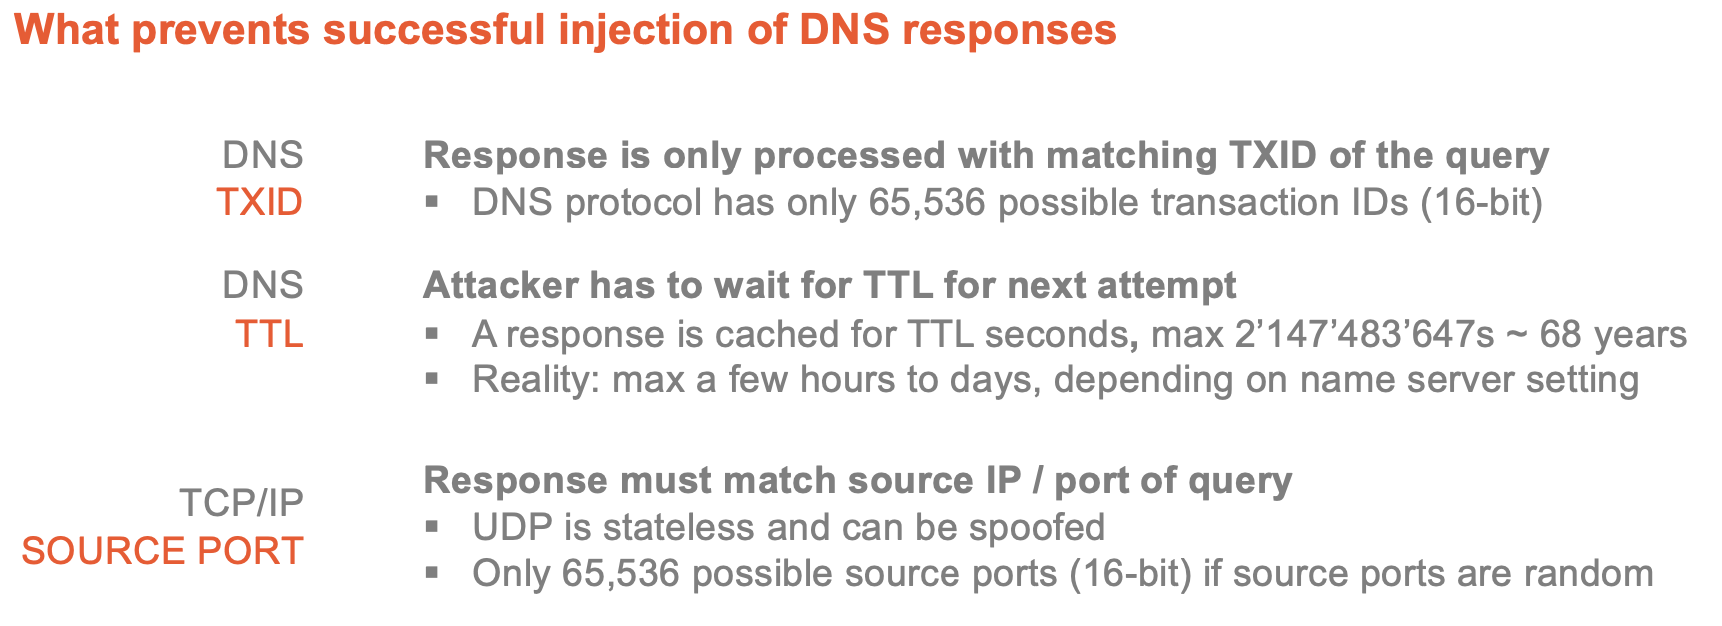 What prevents successful injection of DNS responses
DNS
TXID
Response is only processed with matching TXID of the query
▪ DNS protocol has only 65,536 possible transaction IDs (16-bit)
DNS
TTL
Attacker has to wait for TTL for next attempt
▪ A response is cached for TTL seconds, max 2’147’483’647s ~ 68 years
▪ Reality: max a few hours to days, depending on name server setting
TCP/IP
SOURCE PORT
Response must match source IP / port of query
▪ UDP is stateless and can be spoofed
▪ Only 65,536 possible source ports (16-bit) if source ports are random